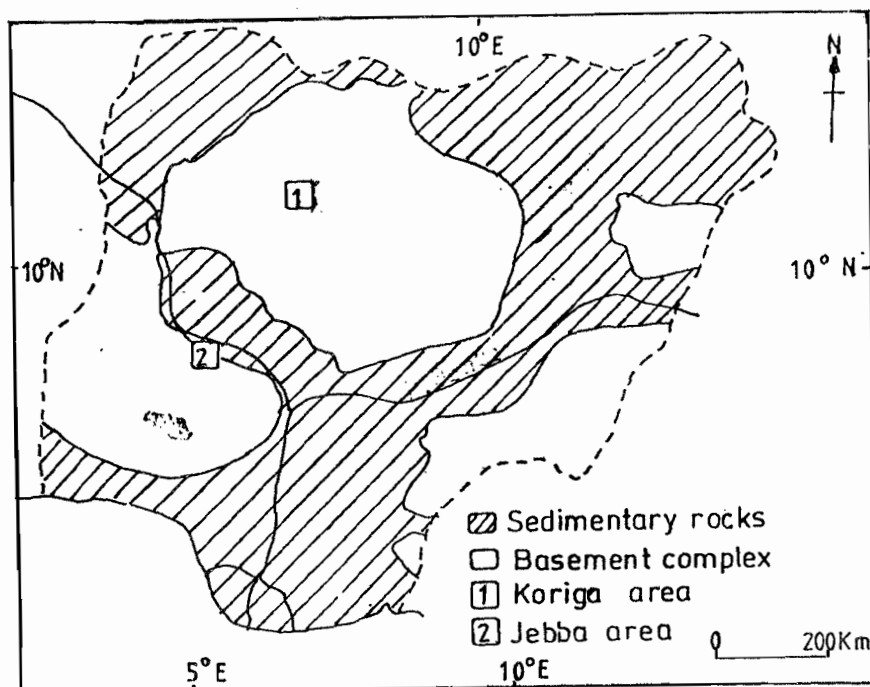 10°E
N
1
10°N
10° N
2
Sedimentary rocks
Basement complex
1 Koriga area
2 Jebba area
0 200Km
5°E
10°E